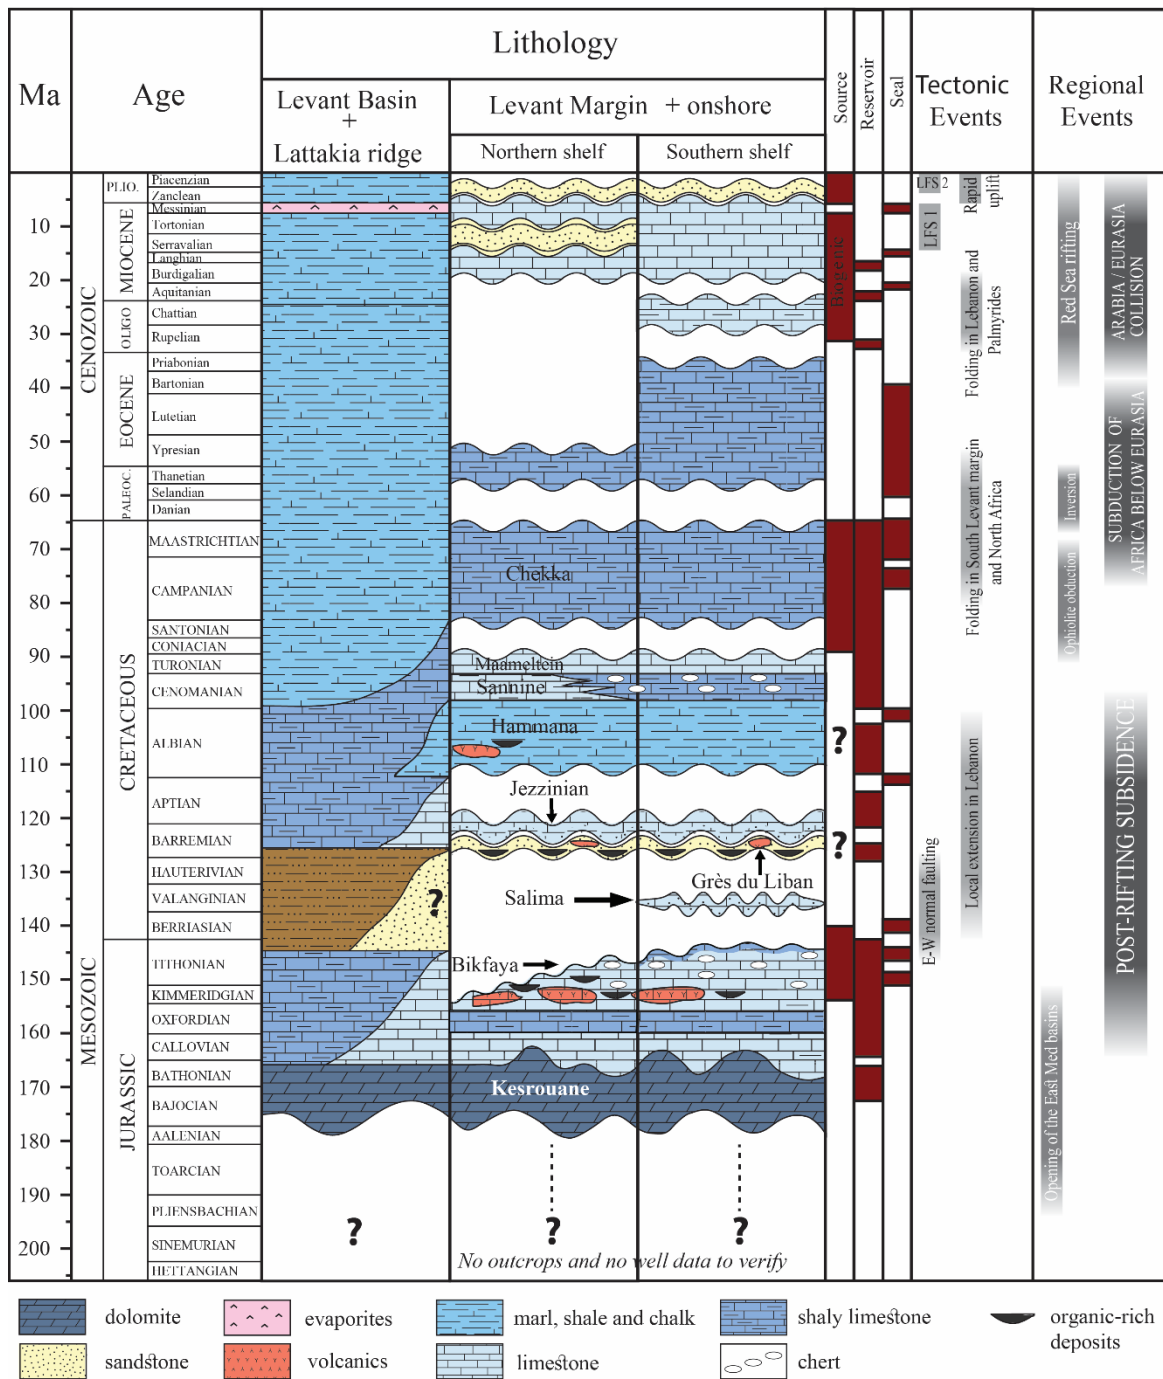 Lithology
Ma
Age
Levant Basin
+
Lattakia ridge
Levant Margin + onshore
Northern shelf
Southern shelf
Source
Reservoir
Seal
Tectonic
Events
Regional
Events
10
20
30
40
50
60
70
80
90
100
110
120
130
140
150
160
170
180
190
200
CENOZOIC
MESOZOIC
PLIO.
MIOCENE
OLIGO
EOCENE
PALEOC.
CRETACEOUS
JURASSIC
Piacenzian
Zanclean
Messinian
Tortonian
Serravalian
Langhian
Burdigalian
Aquitanian
Chattian
Rupelian
Priabonian
Bartonian
Lutetian
Ypresian
Thanetian
Selandian
Danian
MAASTRICHTIAN
CAMPANIAN
SANTONIAN
CONIACIAN
TURONIAN
CENOMANIAN
ALBIAN
APTIAN
BARREMIAN
HAUTERIVIAN
VALANGINIAN
BERRIASIAN
TITHONIAN
KIMMERIDGIAN
OXFORDIAN
CALLOVIAN
BATHONIAN
BAJOCIAN
AALENIAN
TOARCIAN
PLIENSBACHIAN
SINEMURIAN
HETTANGIAN
?
?
Chekka
Maameltein
Sannine
Hammana
Jezzinian
Grès du Liban
Salima
Bikfaya
Kesrouane
?
?
No outcrops and no well data to verify
Biogenic
?
?
LFS 2
Rapid
uplift
LFS 1
Folding in Lebanon and
Palmyrides
Folding in South Levant margin
and North Africa
Local extension in Lebanon
E-W normal faulting
Red Sea rifting
ARABIA / EURASIA
COLLISION
SUBDUCTION OF
AFRICA BELOW EURASIA
Inversion
Ophiolite obduction
POST-RIFTING SUBSIDENCE
Opening of the East Med basins
dolomite
evaporites
marl, shale and chalk
shaly limestone
organic-rich
deposits
sandstone
volcanics
limestone
chert